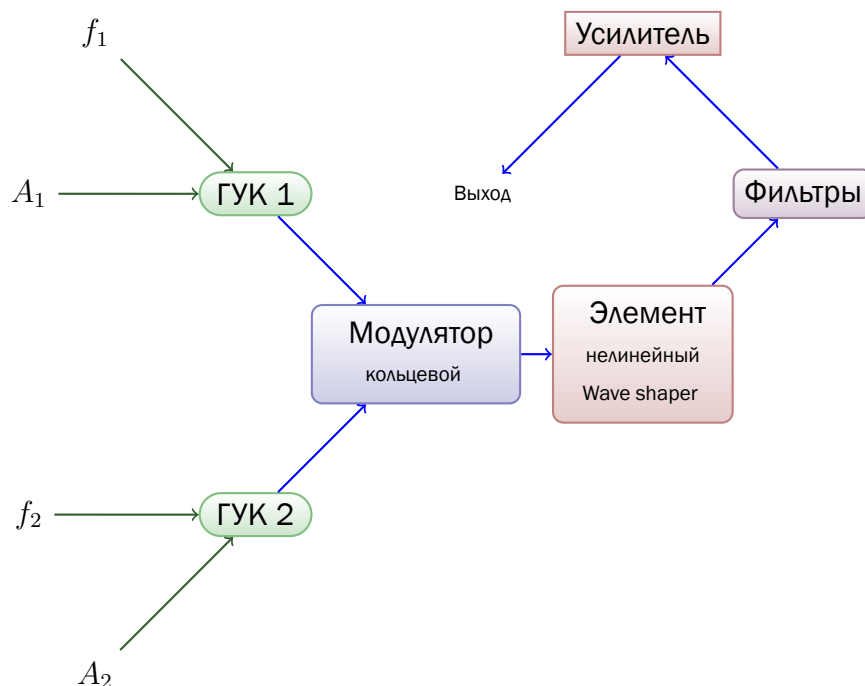 f₁
Усилитель
A₁
ГУК 1
Выход
Фильтры
Модулятор
кольцевой
Элемент
нелинейный
Wave shaper
f₂
ГУК 2
A₂